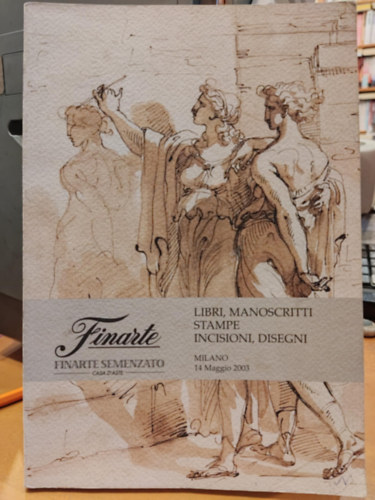 Finarte
FINARTE SEMENZATO
CASA D'ASTE
LIBRI, MANOSCRITTI
STAMPE
INCISIONI, DISEGNI
MILANO
14 Maggio 2003